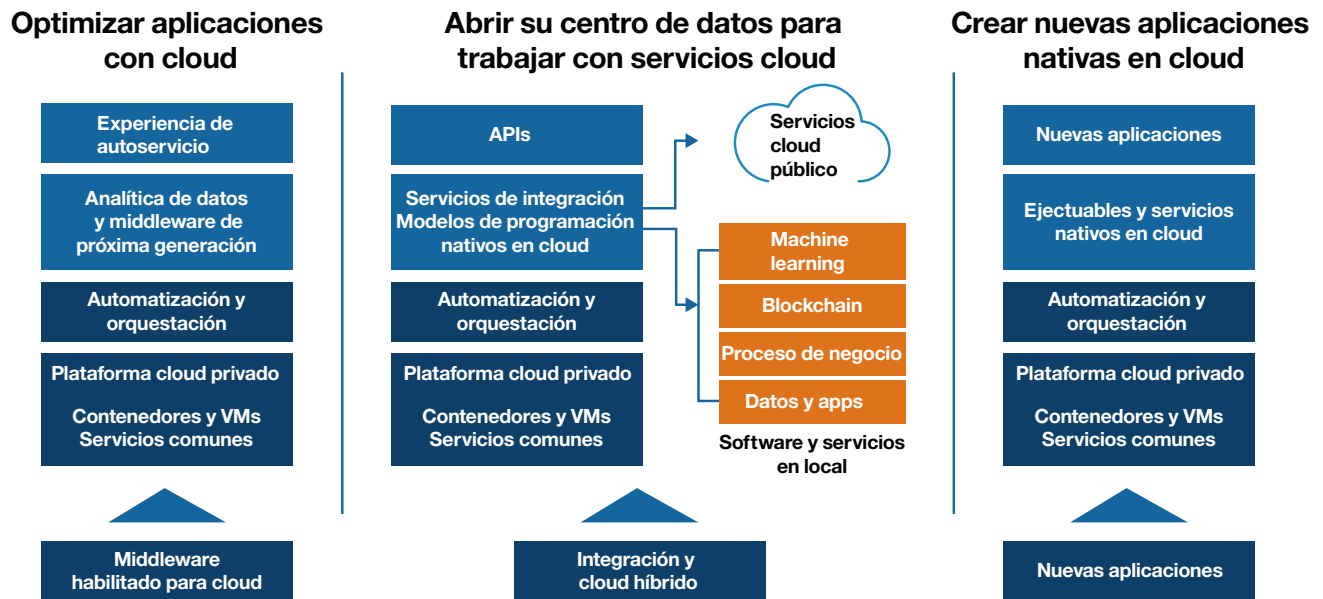 Optimizar aplicaciones
con cloud
Experiencia de
autoservicio
Analítica de datos
y middleware de
próxima generación
Automatización y
orquestación
Plataforma cloud privado
Contenedores y VMs
Servicios comunes
Middleware
habilitado para cloud
Abrir su centro de datos para
trabajar con servicios cloud
APIs
Servicios de integración
Modelos de programación
nativos en cloud
Automatización y
orquestación
Plataforma cloud privado
Contenedores y VMs
Servicios comunes
Servicios
cloud
público
Machine
learning
Blockchain
Proceso de negocio
Datos y apps
Software y servicios
en local
Integración y
cloud híbrido
Crear nuevas aplicaciones
nativas en cloud
Nuevas aplicaciones
Ejectuables y servicios
nativos en cloud
Automatización y
orquestación
Plataforma cloud privado
Contenedores y VMs
Servicios comunes
Nuevas aplicaciones